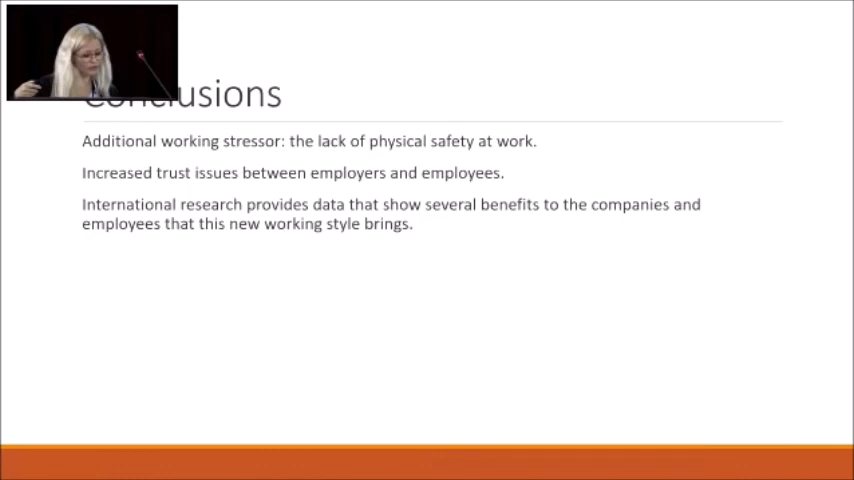 Conclusions
Additional working stressor: the lack of physical safety at work.
Increased trust issues between employers and employees.
International research provides data that show several benefits to the companies and
employees that this new working style brings.